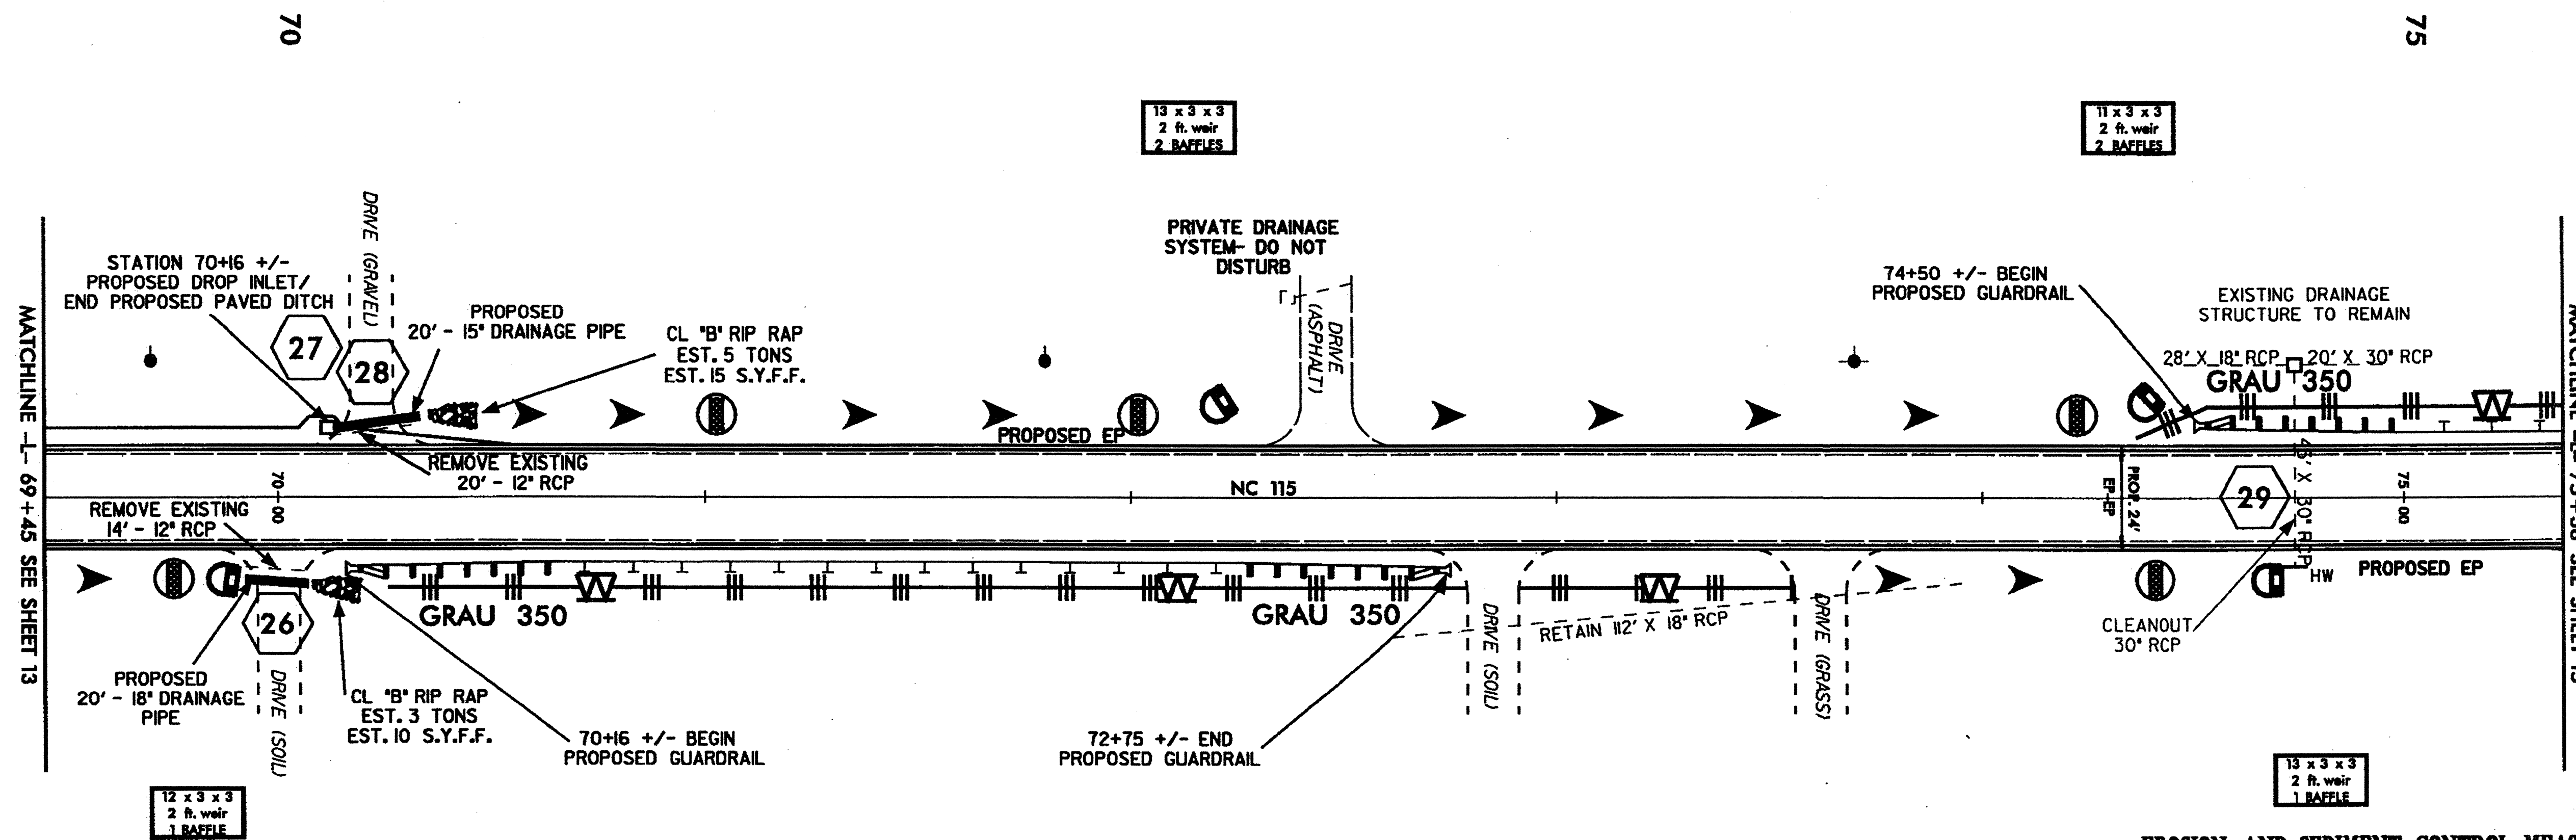 70
75
13 x 3 x 3
2 ft. weir
2 BAFFLES
11 x 3 x 3
2 ft. weir
2 BAFFLES
MATCHLINE -L- 69+45 SEE SHEET 13
STATION 70+16 +/-
PROPOSED DROP INLET/
END PROPOSED PAVED DITCH
DRIVE (GRAVEL)
27
28
PROPOSED
20' - 15" DRAINAGE PIPE
CL "B" RIP RAP
EST. 5 TONS
EST. 15 S.Y.F.F.
PRIVATE DRAINAGE
SYSTEM- DO NOT
DISTURB
DRIVE
(ASPHALT)
74+50 +/- BEGIN
PROPOSED GUARDRAIL
EXISTING DRAINAGE
STRUCTURE TO REMAIN
28' X 18" RCP
20' X 30" RCP
GRAU 350
PROPOSED EP
REMOVE EXISTING
20' - 12" RCP
70+00
NC 115
PROP. 24'
EP-EP
29
45' X 30" RCP
75+00
REMOVE EXISTING
14' - 12" RCP
26
GRAU 350
GRAU 350
RETAIN 112' X 18" RCP
HW
PROPOSED EP
CLEANOUT
30" RCP
PROPOSED
20' - 18" DRAINAGE
PIPE
DRIVE (SOIL)
CL "B" RIP RAP
EST. 3 TONS
EST. 10 S.Y.F.F.
70+16 +/- BEGIN
PROPOSED GUARDRAIL
72+75 +/- END
PROPOSED GUARDRAIL
DRIVE (SOIL)
DRIVE (GRASS)
12 x 3 x 3
2 ft. weir
1 BAFFLE
13 x 3 x 3
2 ft. weir
1 BAFFLE